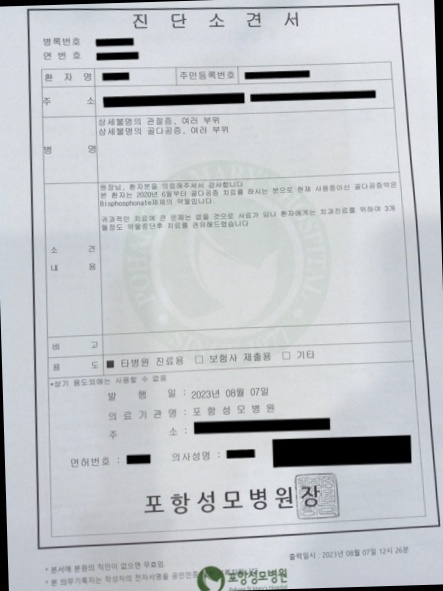 진단소견서
병록번호
연번호
환자명 주민등록번호
주소
병명
상세불명의 관절증, 여러 부위
상세불명의 골다공증, 여러 부위
소견
내용
원장님, 환자분을 의뢰해주셔서 감사합니다
본 환자는 2020년 6월부터 골다공증 치료를 하시는 분으로 현재 사용중이신 골다공증약은
Bisphosphonate제제의 약물입니다.
귀과적인 치료에 큰 문제는 없을 것으로 사료가 되나 환자에게는 치과진료를 위하여 3개
월정도 약물중단후 치료를 권유해드렸습니다
비고
용도 ■ 타병원 진료용 □ 보험사 제출용 □ 기타
*상기 용도외에는 사용할 수 없음
발행일 : 2023년 08월 07일
의료기관명 : 포항성모병원
주소 :
면허번호 : 의사성명 :
포항성모병원장
출력일시 : 2023년 08월 07일 12시 26분
* 본서에 본원의 직인이 없으면 무효임.
* 본 의무기록지는 작성자의 전자서명을 공인인증
포항성모병원